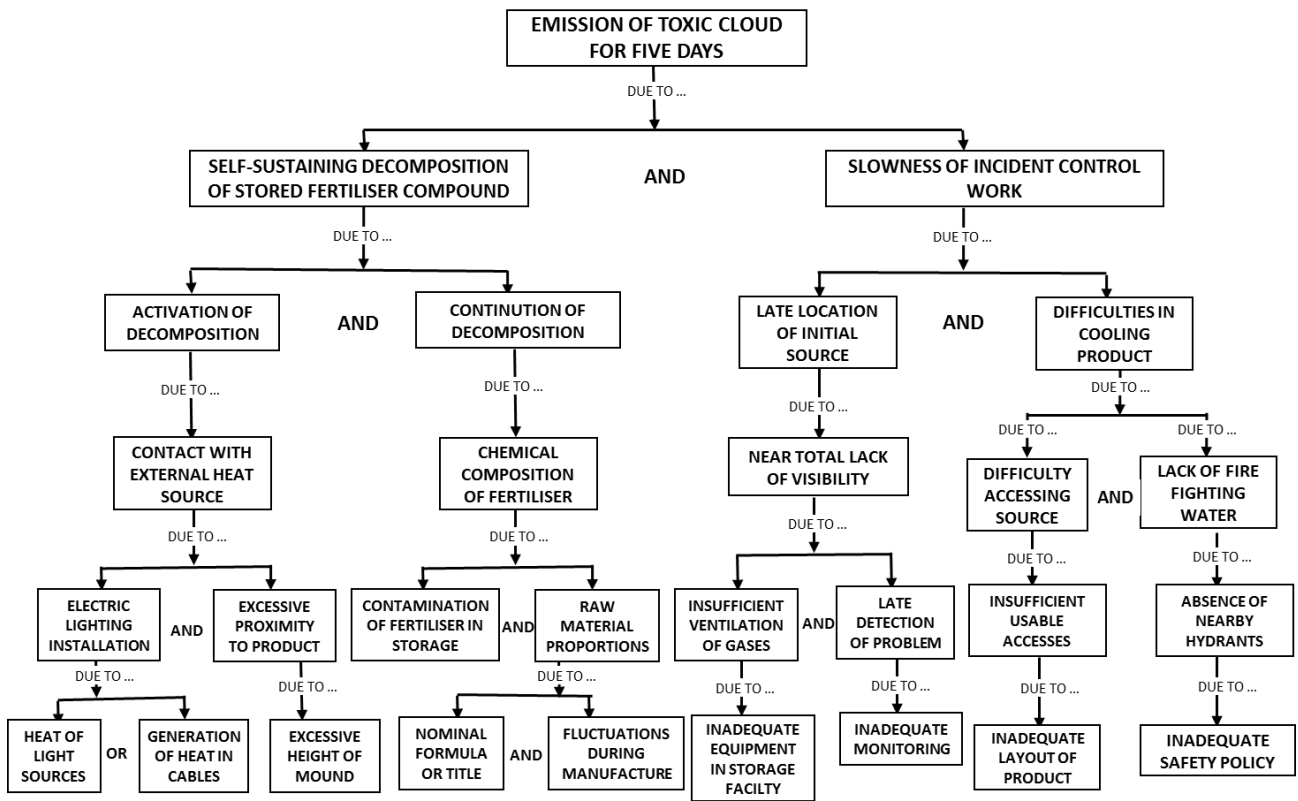 EMISSION OF TOXIC CLOUD
FOR FIVE DAYS
DUE TO ...
SELF-SUSTAINING DECOMPOSITION
OF STORED FERTILISER COMPOUND
AND
SLOWNESS OF INCIDENT CONTROL
WORK
DUE TO ...
DUE TO ...
ACTIVATION OF
DECOMPOSITION
AND
CONTINUTION OF
DECOMPOSITION
LATE LOCATION
OF INITIAL
SOURCE
AND
DIFFICULTIES IN
COOLING
PRODUCT
DUE TO ...
DUE TO ...
DUE TO ...
DUE TO ...
CONTACT WITH
EXTERNAL HEAT
SOURCE
CHEMICAL
COMPOSITION
OF FERTILISER
NEAR TOTAL LACK
OF VISIBILITY
DUE TO ...
DUE TO ...
DIFFICULTY
ACCESSING
SOURCE
AND
LACK OF FIRE
FIGHTING
WATER
DUE TO ...
DUE TO ...
DUE TO ...
DUE TO ...
DUE TO ...
ELECTRIC
LIGHTING
INSTALLATION
AND
EXCESSIVE
PROXIMITY
TO PRODUCT
CONTAMINATION
OF FERTILISER IN
STORAGE
AND
RAW
MATERIAL
PROPORTIONS
INSUFFICIENT
VENTILATION
OF GASES
AND
LATE
DETECTION
OF PROBLEM
INSUFFICIENT
USABLE
ACCESSES
ABSENCE OF
NEARBY
HYDRANTS
DUE TO ...
DUE TO ...
DUE TO ...
DUE TO ...
DUE TO ...
DUE TO ...
DUE TO ...
HEAT OF
LIGHT
SOURCES
OR
GENERATION
OF HEAT IN
CABLES
EXCESSIVE
HEIGHT OF
MOUND
NOMINAL
FORMULA
OR TITLE
AND
FLUCTUATIONS
DURING
MANUFACTURE
INADEQUATE
EQUIPMENT
IN STORAGE
FACILTY
INADEQUATE
MONITORING
INADEQUATE
LAYOUT OF
PRODUCT
INADEQUATE
SAFETY POLICY